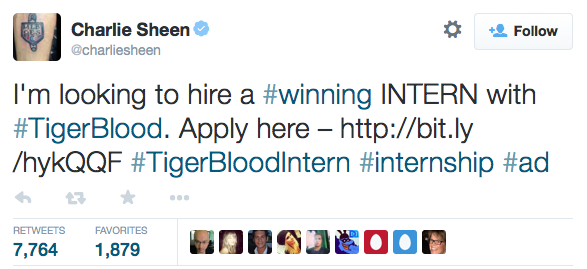 Charlie Sheen
@charliesheen
Follow
I'm looking to hire a #winning INTERN with
#TigerBlood. Apply here – http://bit.ly
/hykQQF #TigerBloodIntern #internship #ad
RETWEETS FAVORITES
7,764 1,879